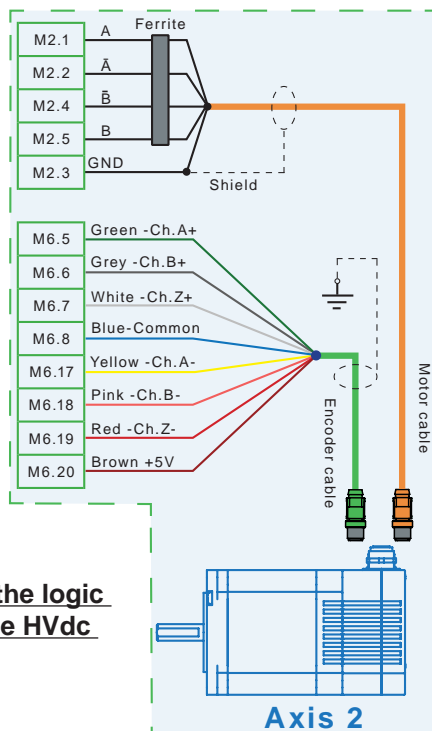 Ferrite
M2.1 A
M2.2 Ā
M2.4 B̄
M2.5 B
M2.3 GND
Shield
M6.5 Green -Ch.A+
M6.6 Grey -Ch.B+
M6.7 White -Ch.Z+
M6.8 Blue-Common
M6.17 Yellow -Ch.A-
M6.18 Pink -Ch.B-
M6.19 Red -Ch.Z-
M6.20 Brown +5V
Encoder cable
Motor cable
the logic
e HVdc
Axis 2